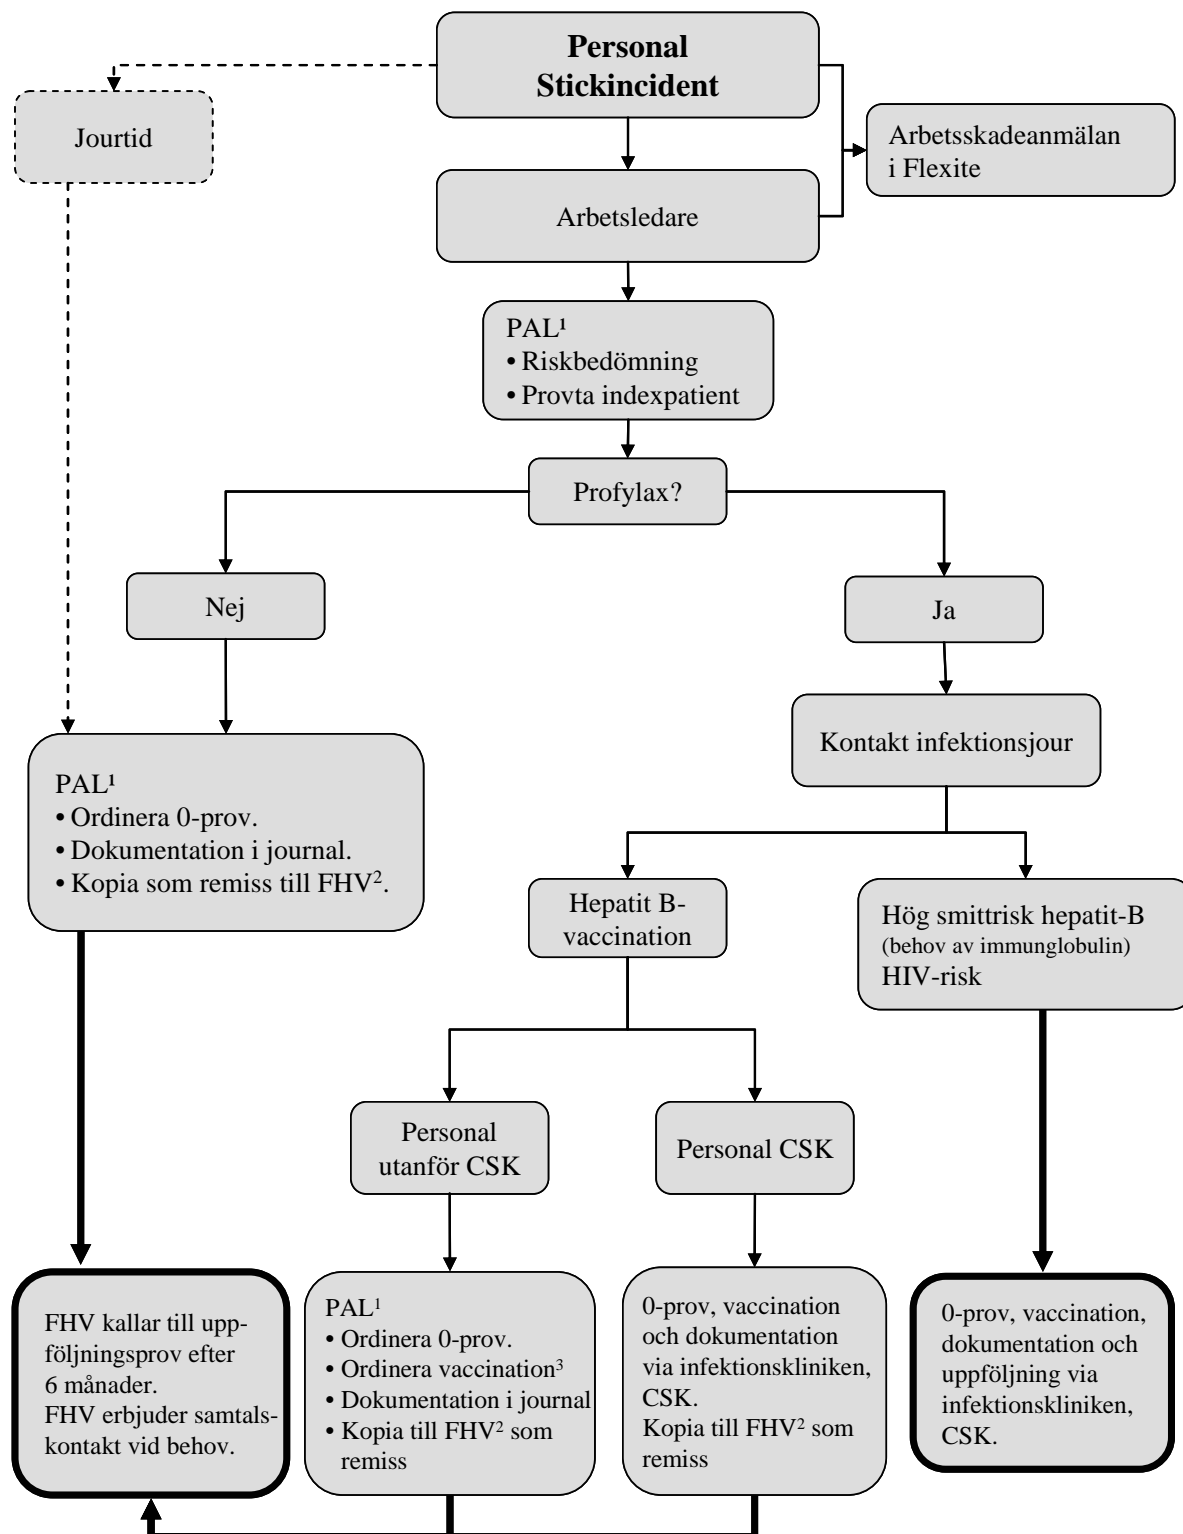 Personal
Stickincident
Jourtid
Arbetsskadeanmälan
i Flexite
Arbetsledare
PAL¹
• Riskbedömning
• Provta indexpatient
Profylax?
Nej
Ja
PAL¹
• Ordinera 0-prov.
• Dokumentation i journal.
• Kopia som remiss till FHV².
Kontakt infektionsjour
Hepatit B-
vaccination
Hög smittrisk hepatit-B
(behov av immunglobulin)
HIV-risk
Personal
utanför CSK
Personal CSK
FHV kallar till upp-
följningsprov efter
6 månader.
FHV erbjuder samtals-
kontakt vid behov.
PAL¹
• Ordinera 0-prov.
• Ordinera vaccination³
• Dokumentation i journal
• Kopia till FHV² som
remiss
0-prov, vaccination
och dokumentation
via infektionskliniken,
CSK.
Kopia till FHV² som
remiss
0-prov, vaccination,
dokumentation och
uppföljning via
infektionskliniken,
CSK.